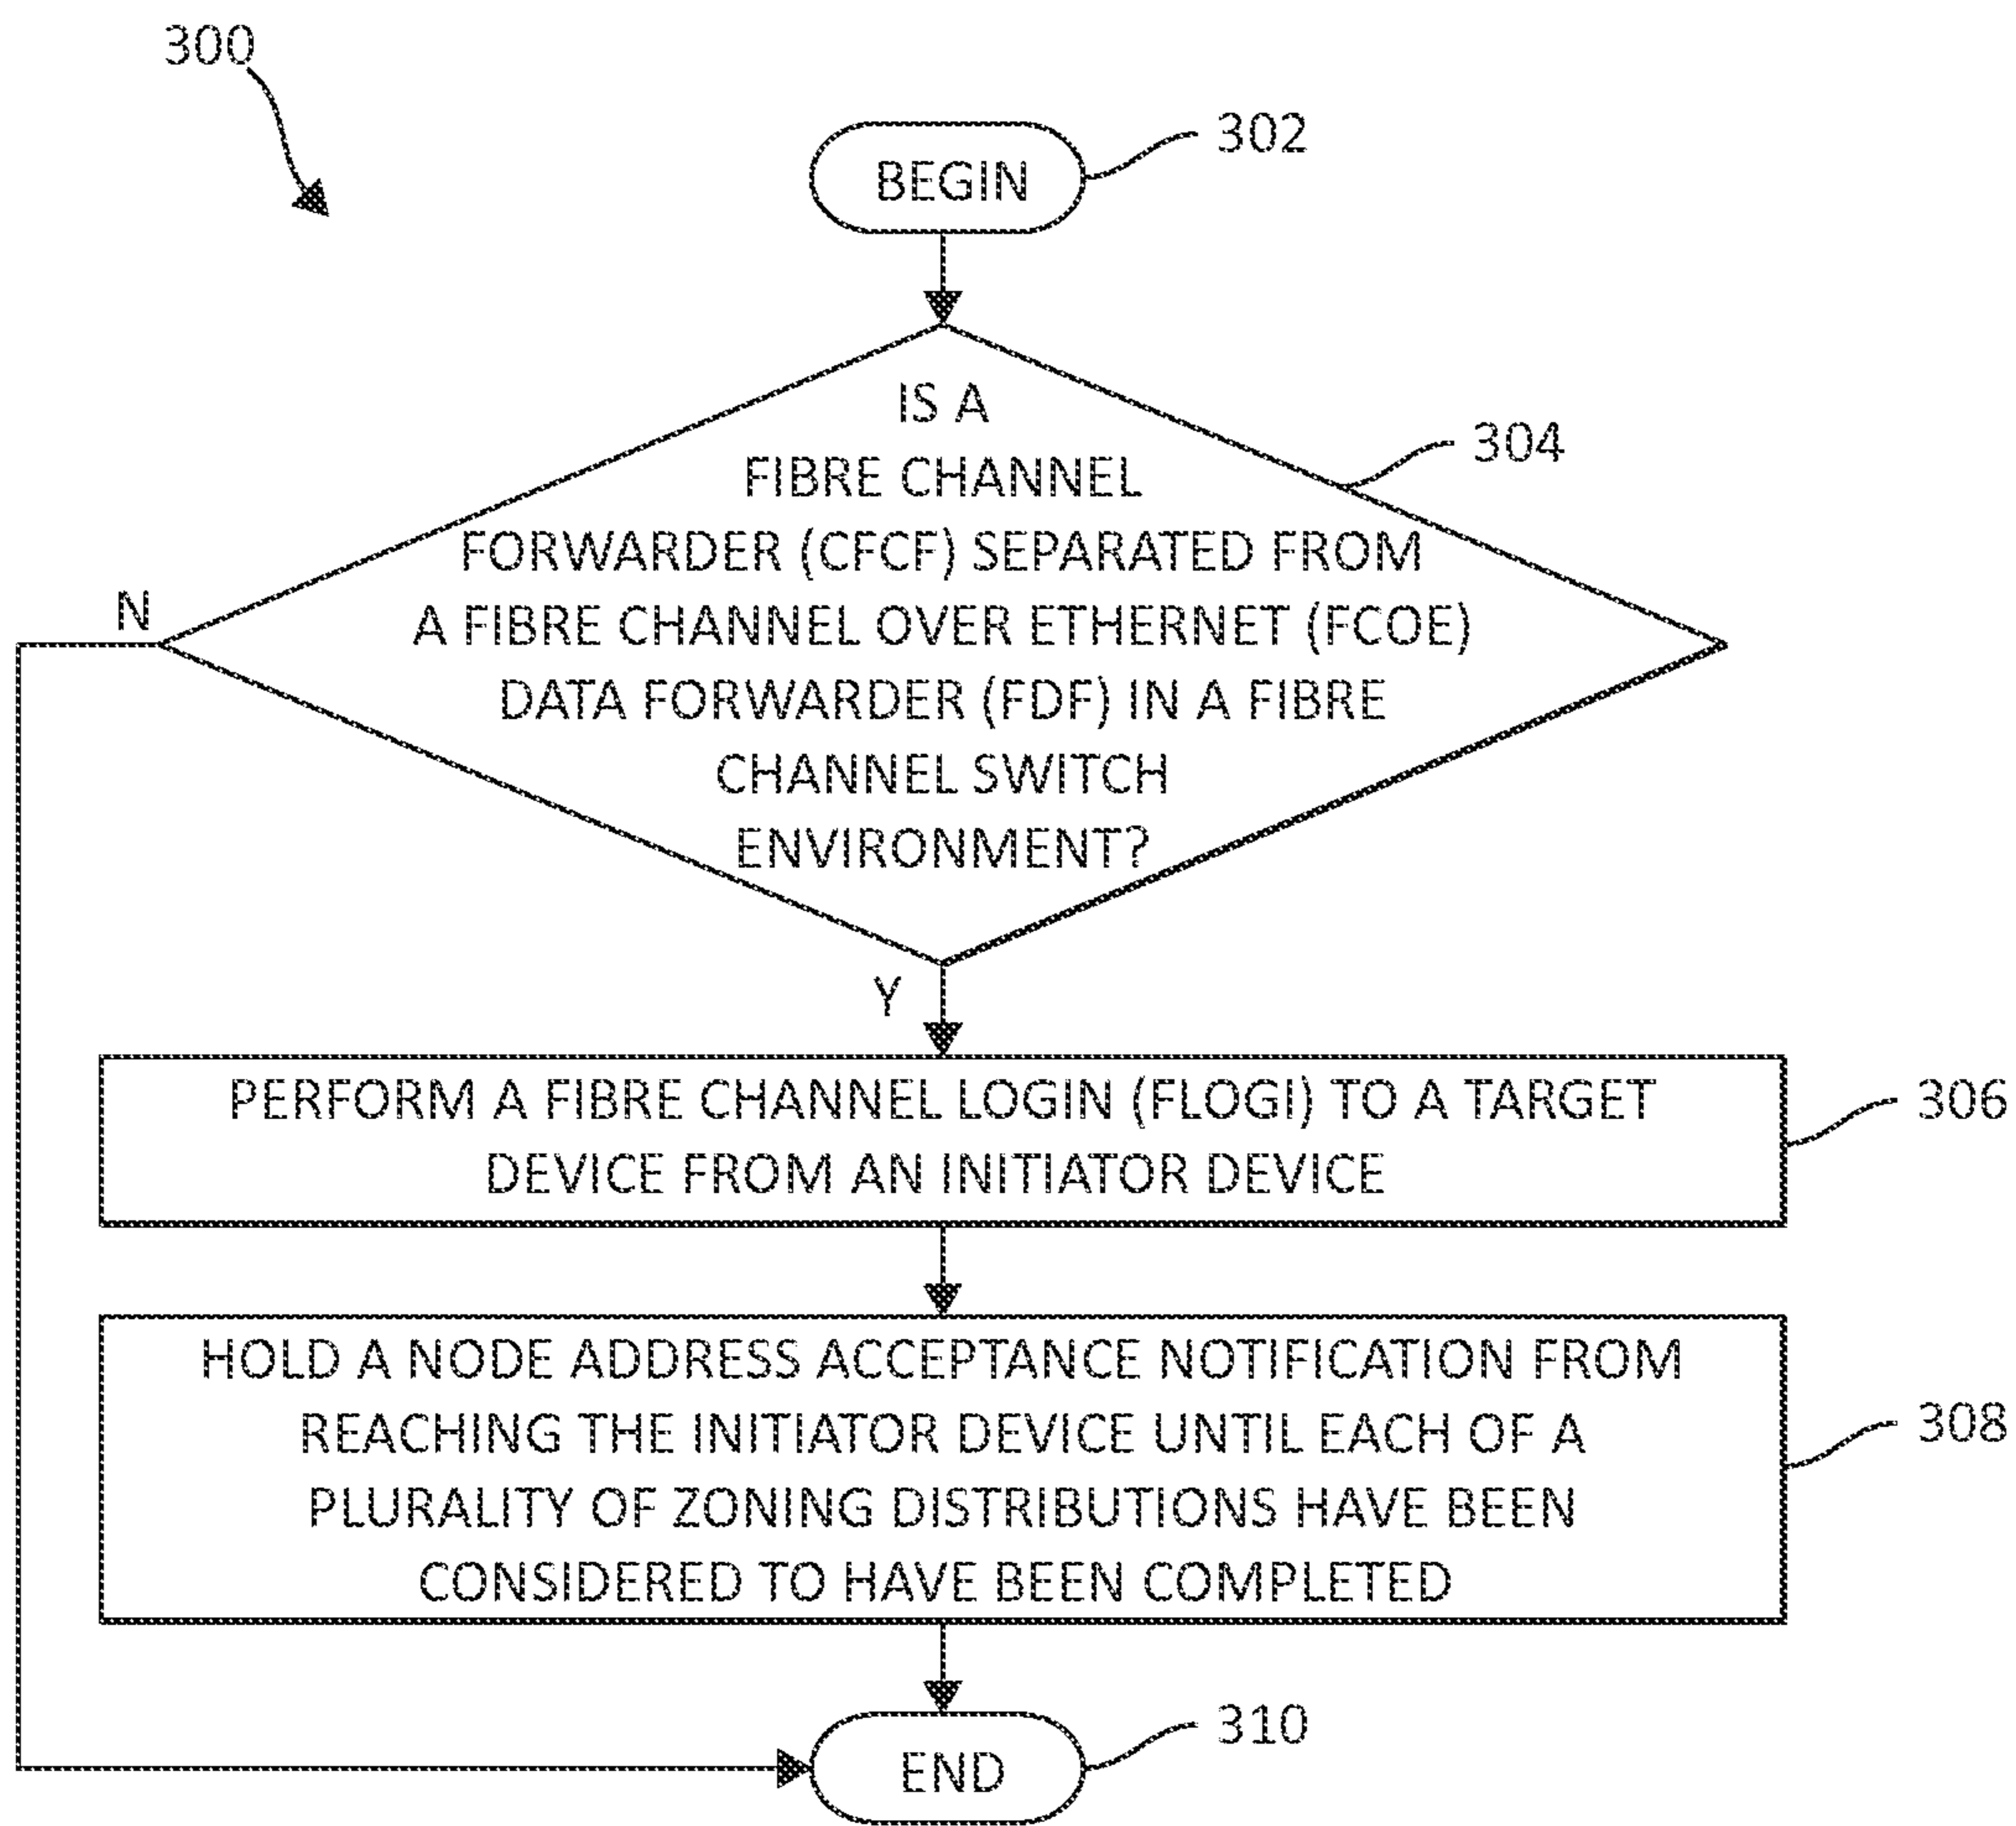 300
BEGIN
302
IS A
FIBRE CHANNEL
FORWARDER (CFCF) SEPARATED FROM
A FIBRE CHANNEL OVER ETHERNET (FCOE)
DATA FORWARDER (FDF) IN A FIBRE
CHANNEL SWITCH
ENVIRONMENT?
304
N
Y
PERFORM A FIBRE CHANNEL LOGIN (FLOGI) TO A TARGET
DEVICE FROM AN INITIATOR DEVICE
306
HOLD A NODE ADDRESS ACCEPTANCE NOTIFICATION FROM
REACHING THE INITIATOR DEVICE UNTIL EACH OF A
PLURALITY OF ZONING DISTRIBUTIONS HAVE BEEN
CONSIDERED TO HAVE BEEN COMPLETED
308
END
310